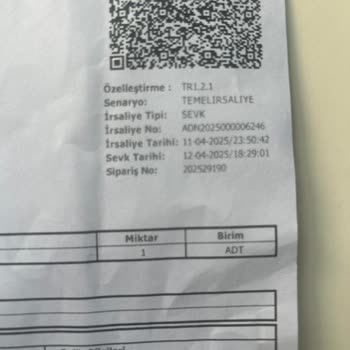 Özelleştirme : TR1.2.1
Senaryo: TEMELIRSALIYE
İrsaliye Tipi: SEVK
İrsaliye No: ADN2025000006246
İrsaliye Tarihi: 11-04-2025/23:50:42
Sevk Tarihi: 12-04-2025/18:29:01
Sipariş No: 202529190
Miktar Birim
1 ADT